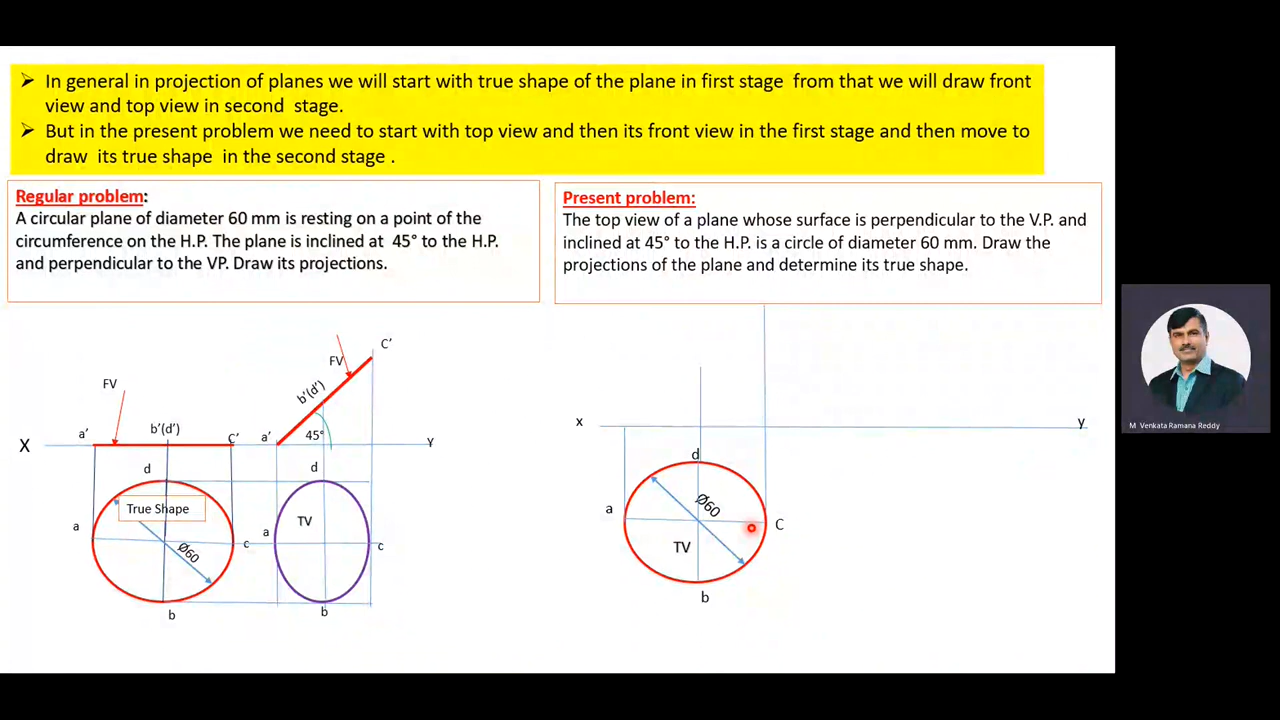 ➢ In general in projection of planes we will start with true shape of the plane in first stage from that we will draw front
view and top view in second stage.
➢ But in the present problem we need to start with top view and then its front view in the first stage and then move to
draw its true shape in the second stage .
Regular problem:
A circular plane of diameter 60 mm is resting on a point of the
circumference on the H.P. The plane is inclined at 45° to the H.P.
and perpendicular to the VP. Draw its projections.
Present problem:
The top view of a plane whose surface is perpendicular to the V.P. and
inclined at 45° to the H.P. is a circle of diameter 60 mm. Draw the
projections of the plane and determine its true shape.
FV
a'
b'(d')
C'
X
d
True Shape
a
Ø60
c
b
FV
C'
b'(d')
a'
45°
Y
d
TV
a
c
b
x
y
d
a
Ø60
C
TV
b
M Venkata Ramana Reddy